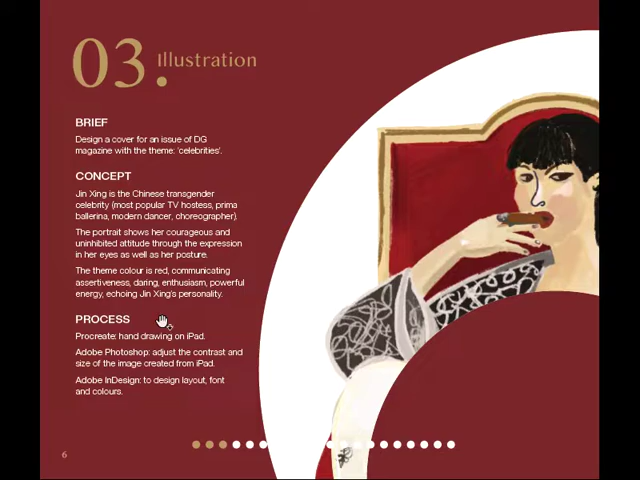 03. Illustration
BRIEF
Design a cover for an issue of DG
magazine with the theme: 'celebrities'.
CONCEPT
Jin Xing is the Chinese transgender
celebrity (most popular TV hostess, prima
ballerina, modern dancer, choreographer).
The portrait shows her courageous and
uninhibited attitude through the expression
in her eyes as well as her posture.
The theme colour is red, communicating
assertiveness, daring, enthusiasm, powerful
energy, echoing Jin Xing's personality.
PROCESS
Procreate: hand drawing on iPad.
Adobe Photoshop: adjust the contrast and
size of the image created from iPad.
Adobe InDesign: to design layout, font
and colours.
6